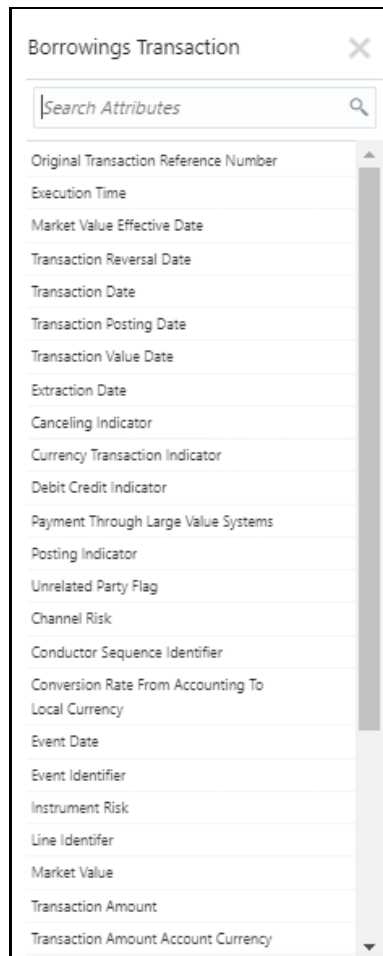 Borrowings Transaction
Search Attributes
Original Transaction Reference Number
Execution Time
Market Value Effective Date
Transaction Reversal Date
Transaction Date
Transaction Posting Date
Transaction Value Date
Extraction Date
Canceling Indicator
Currency Transaction Indicator
Debit Credit Indicator
Payment Through Large Value Systems
Posting Indicator
Unrelated Party Flag
Channel Risk
Conductor Sequence Identifier
Conversion Rate From Accounting To
Local Currency
Event Date
Event Identifier
Instrument Risk
Line Identifer
Market Value
Transaction Amount
Transaction Amount Account Currency